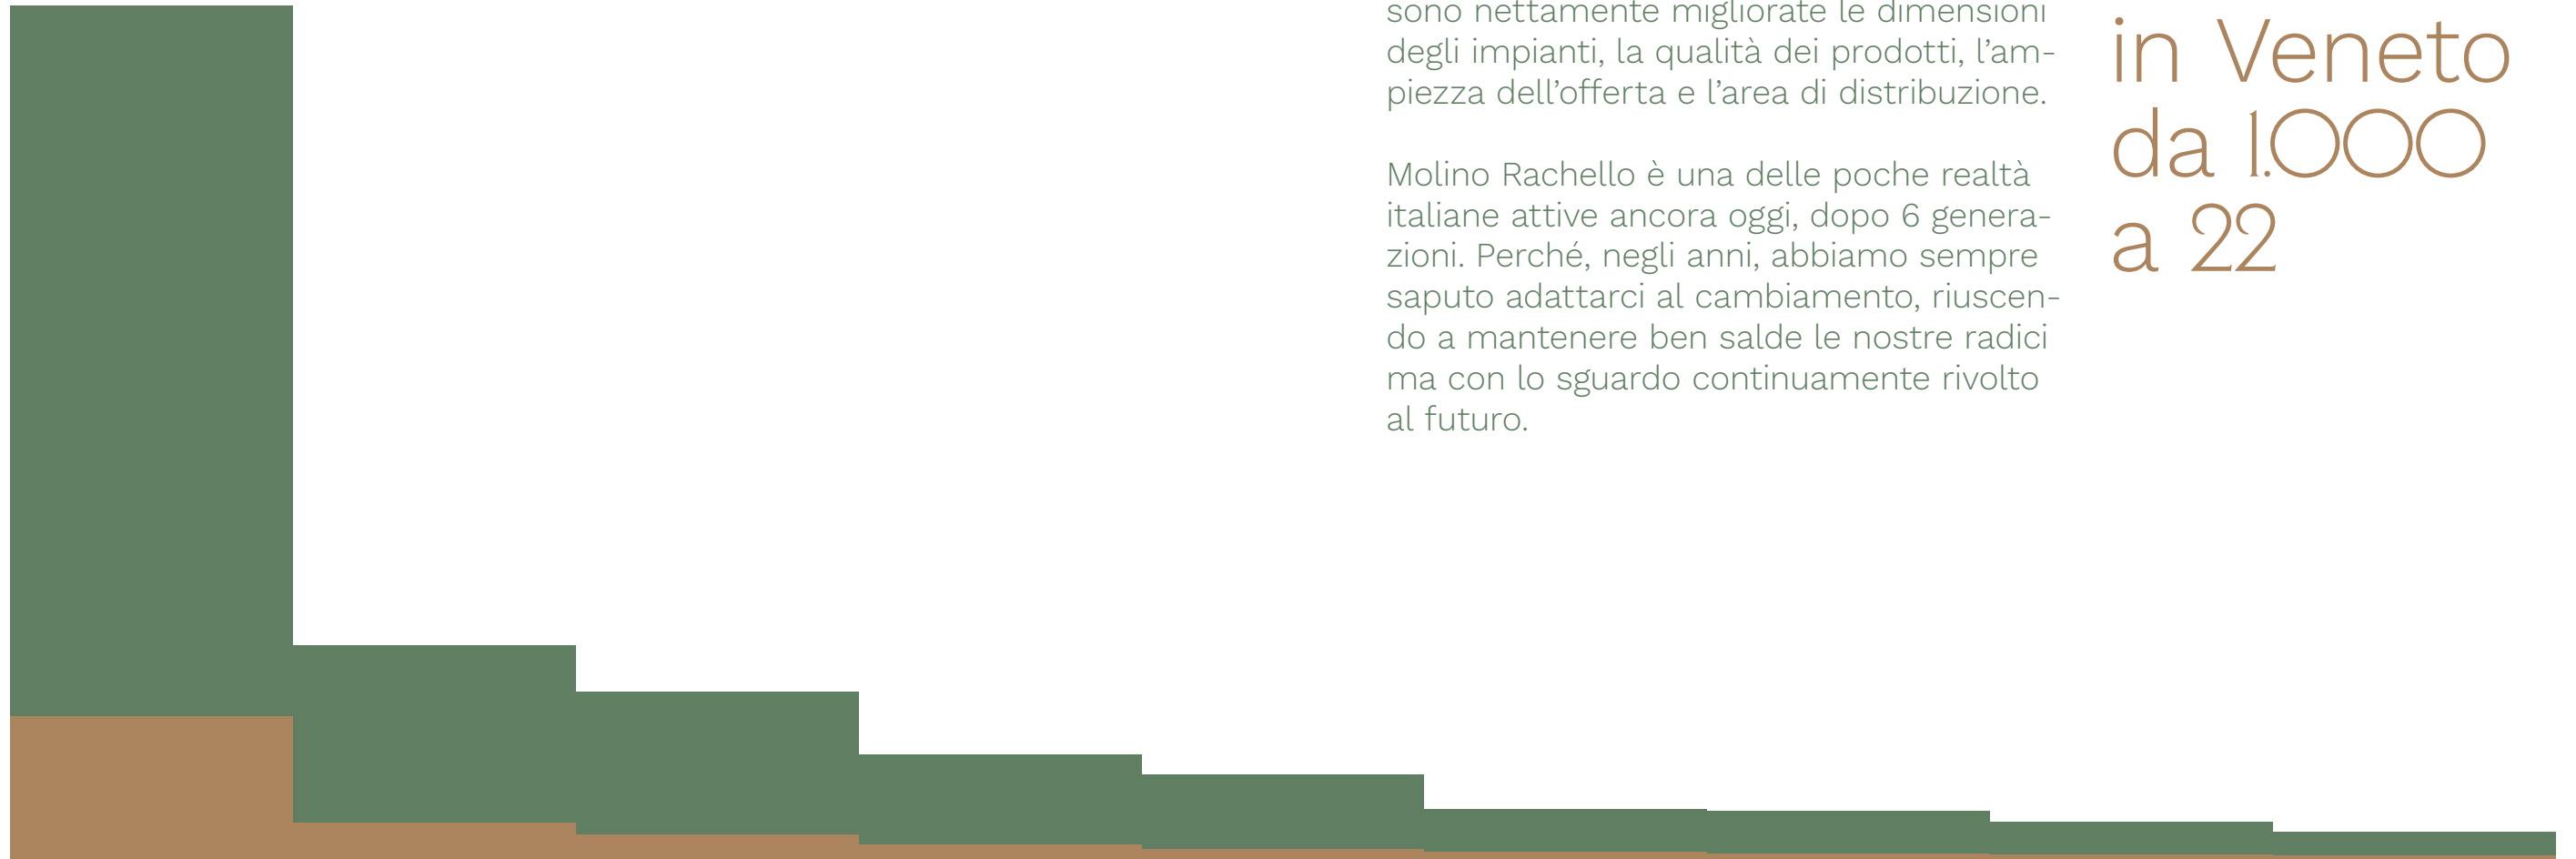 sono nettamente migliorate le dimensioni
degli impianti, la qualità dei prodotti, l’am-
piezza dell’offerta e l’area di distribuzione.
Molino Rachello è una delle poche realtà
italiane attive ancora oggi, dopo 6 genera-
zioni. Perché, negli anni, abbiamo sempre
saputo adattarci al cambiamento, riuscen-
do a mantenere ben salde le nostre radici
ma con lo sguardo continuamente rivolto
al futuro.
in Veneto
da 1.000
a 22